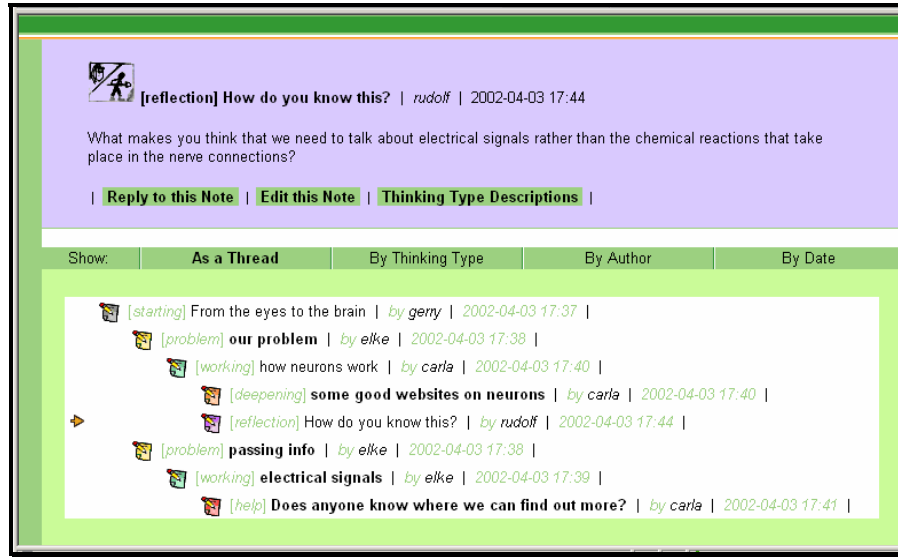 [reflection] How do you know this? | rudolf | 2002-04-03 17:44
What makes you think that we need to talk about electrical signals rather than the chemical reactions that take
place in the nerve connections?
| Reply to this Note | Edit this Note | Thinking Type Descriptions |
Show: As a Thread By Thinking Type By Author By Date
[starting] From the eyes to the brain | by gerry | 2002-04-03 17:37 |
[problem] our problem | by elke | 2002-04-03 17:38 |
[working] how neurons work | by carla | 2002-04-03 17:40 |
[deepening] some good websites on neurons | by carla | 2002-04-03 17:40 |
[reflection] How do you know this? | by rudolf | 2002-04-03 17:44 |
[problem] passing info | by elke | 2002-04-03 17:38 |
[working] electrical signals | by elke | 2002-04-03 17:39 |
[help] Does anyone know where we can find out more? | by carla | 2002-04-03 17:41 |